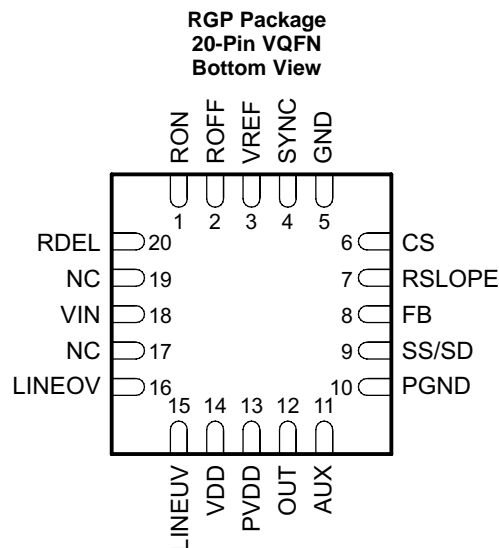 RGP Package
20-Pin VQFN
Bottom View
RON ROFF VREF SYNC GND
1 2 3 4 5
RDEL 20 6 CS
NC 19 7 RSLOPE
VIN 18 8 FB
NC 17 9 SS/SD
LINEOV 16 10 PGND
15 14 13 12 11
LINEUV VDD PVDD OUT AUX